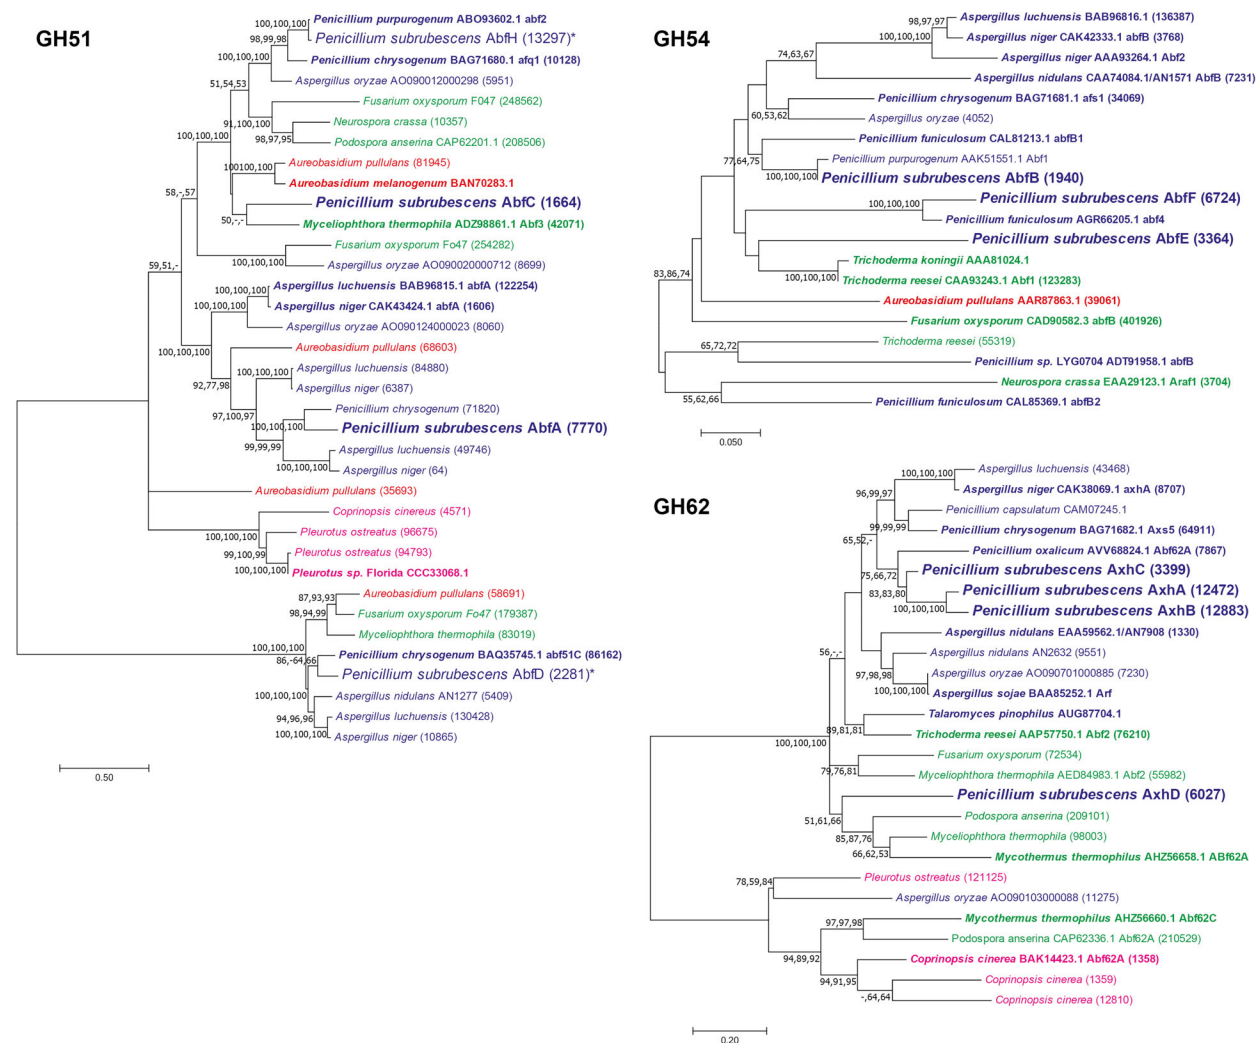 GH51
100,100,100
Penicillium purpurogenum ABO93602.1 abf2
98,99,98
Penicillium subrubescens AbfH (13297)*
100,100,100
Penicillium chrysogenum BAG71680.1 afq1 (10128)
51,54,53
Aspergillus oryzae AO090012000298 (5951)
Fusarium oxysporum F047 (248562)
91,100,100
Neurospora crassa (10357)
98,97,95
Podospora anserina CAP62201.1 (208506)
100,100,100
Aureobasidium pullulans (81945)
100100,100
Aureobasidium melanogenum BAN70283.1
58,-,57
Penicillium subrubescens AbfC (1664)
50,-,-
Myceliophthora thermophila ADZ98861.1 Abf3 (42071)
Fusarium oxysporum Fo47 (254282)
100,100,100
Aspergillus oryzae AO090020000712 (8699)
59,51,-
100,100,100
Aspergillus luchuensis BAB96815.1 abfA (122254)
100,100,100
Aspergillus niger CAK43424.1 abfA (1606)
Aspergillus oryzae AO090124000023 (8060)
100,100,100
Aureobasidium pullulans (68603)
100,100,100
Aspergillus luchuensis (84880)
92,77,98
Aspergillus niger (6387)
97,100,97
Penicillium chrysogenum (71820)
100,100,100
Penicillium subrubescens AbfA (7770)
99,99,99
Aspergillus luchuensis (49746)
100,100,100
Aspergillus niger (64)
Aureobasidium pullulans (35693)
Coprinopsis cinereus (4571)
100,100,100
Pleurotus ostreatus (96675)
99,100,99
Pleurotus ostreatus (94793)
100,100,100
Pleurotus sp. Florida CCC33068.1
87,93,93
Aureobasidium pullulans (58691)
98,94,99
Fusarium oxysporum Fo47 (179387)
Myceliophthora thermophila (83019)
100,100,100
Penicillium chrysogenum BAQ35745.1 abf51C (86162)
86,-64,66
Penicillium subrubescens AbfD (2281)*
100,100,100
Aspergillus nidulans AN1277 (5409)
94,96,96
Aspergillus luchuensis (130428)
100,100,100
Aspergillus niger (10865)
0.50
GH54
98,97,97
Aspergillus luchuensis BAB96816.1 (136387)
100,100,100
Aspergillus niger CAK42333.1 abfB (3768)
74,63,67
Aspergillus niger AAA93264.1 Abf2
Aspergillus nidulans CAA74084.1/AN1571 AbfB (7231)
Penicillium chrysogenum BAG71681.1 afs1 (34069)
60,53,62
Aspergillus oryzae (4052)
Penicillium funiculosum CAL81213.1 abfB1
77,64,75
Penicillium purpurogenum AAK51551.1 Abf1
100,100,100
Penicillium subrubescens AbfB (1940)
100,100,100
Penicillium subrubescens AbfF (6724)
Penicillium funiculosum AGR66205.1 abf4
Penicillium subrubescens AbfE (3364)
Trichoderma koningii AAA81024.1
83,86,74
100,100,100
Trichoderma reesei CAA93243.1 Abf1 (123283)
Aureobasidium pullulans AAR87863.1 (39061)
Fusarium oxysporum CAD90582.3 abfB (401926)
65,72,72
Trichoderma reesei (55319)
Penicillium sp. LYG0704 ADT91958.1 abfB
Neurospora crassa EAA29123.1 Araf1 (3704)
55,62,66
Penicillium funiculosum CAL85369.1 abfB2
0.050
GH62
100,100,100
Aspergillus luchuensis (43468)
96,99,97
Aspergillus niger CAK38069.1 axhA (8707)
Penicillium capsulatum CAM07245.1
99,99,99
Penicillium chrysogenum BAG71682.1 Axs5 (64911)
65,52,-
Penicillium oxalicum AVV68824.1 Abf62A (7867)
75,66,72
Penicillium subrubescens AxhC (3399)
83,83,80
Penicillium subrubescens AxhA (12472)
100,100,100
Penicillium subrubescens AxhB (12883)
Aspergillus nidulans EAA59562.1/AN7908 (1330)
56,-,-
Aspergillus nidulans AN2632 (9551)
97,98,98
Aspergillus oryzae AO090701000885 (7230)
100,100,100
Aspergillus sojae BAA85252.1 Arf
Talaromyces pinophilus AUG87704.1
89,81,81
Trichoderma reesei AAP57750.1 Abf2 (76210)
100,100,100
Fusarium oxysporum (72534)
79,76,81
Myceliophthora thermophila AED84983.1 Abf2 (55982)
Penicillium subrubescens AxhD (6027)
51,61,66
Podospora anserina (209101)
85,87,76
Myceliophthora thermophila (98003)
66,62,53
Mycothermus thermophilus AHZ56658.1 ABf62A
78,59,84
Pleurotus ostreatus (121125)
Aspergillus oryzae AO090103000088 (11275)
97,97,98
Mycothermus thermophilus AHZ56660.1 Abf62C
Podospora anserina CAP62336.1 Abf62A (210529)
94,89,92
Coprinopsis cinerea BAK14423.1 Abf62A (1358)
94,91,95
Coprinopsis cinerea (1359)
-,64,64
Coprinopsis cinerea (12810)
0.20